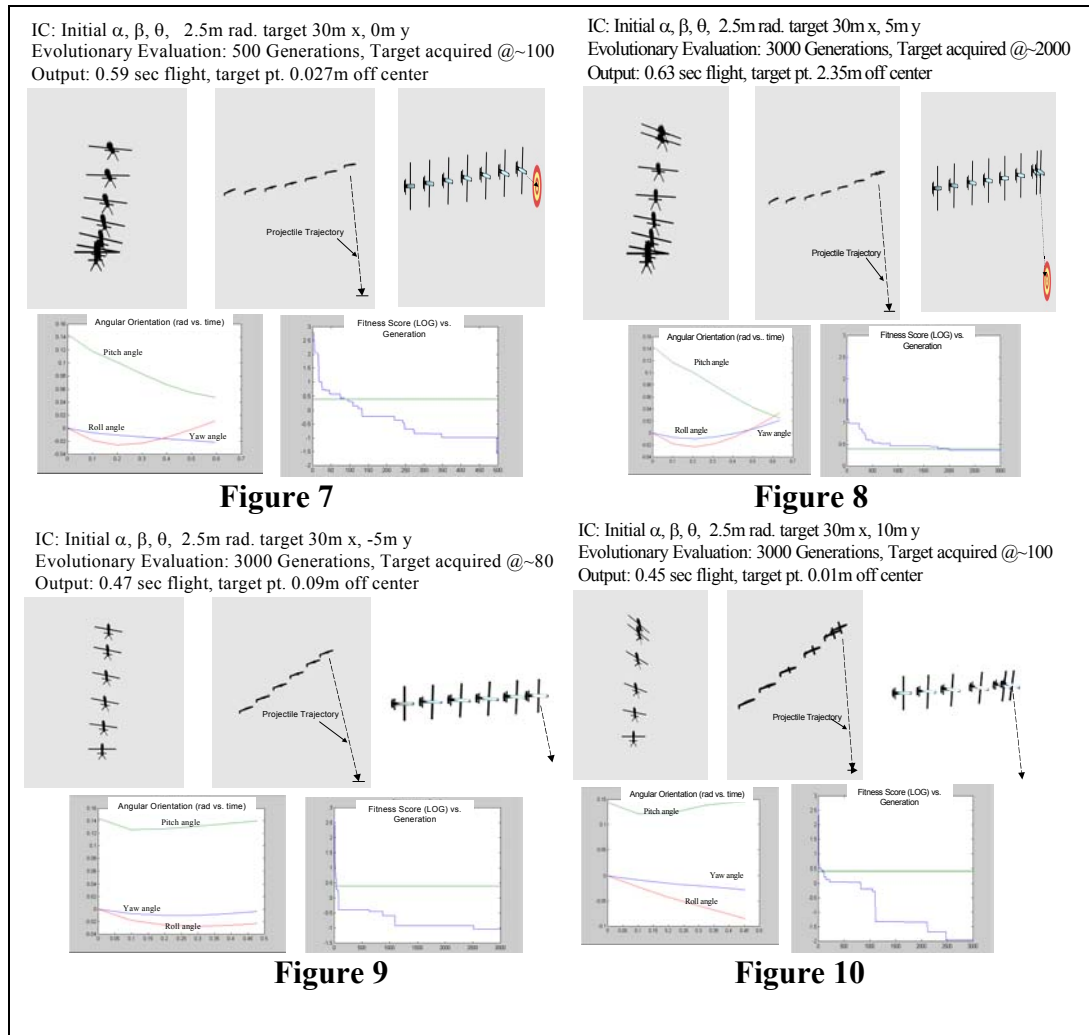 IC: Initial α, β, θ, 2.5m rad. target 30m x, 0m y
Evolutionary Evaluation: 500 Generations, Target acquired @~100
Output: 0.59 sec flight, target pt. 0.027m off center
Projectile Trajectory
Angular Orientation (rad vs. time)
Pitch angle
Roll angle
Yaw angle
Fitness Score (LOG) vs.
Generation
Figure 7
IC: Initial α, β, θ, 2.5m rad. target 30m x, 5m y
Evolutionary Evaluation: 3000 Generations, Target acquired @~2000
Output: 0.63 sec flight, target pt. 2.35m off center
Projectile Trajectory
Angular Orientation (rad vs.. time)
Pitch angle
Roll angle
Yaw angle
Fitness Score (LOG) vs.
Generation
Figure 8
IC: Initial α, β, θ, 2.5m rad. target 30m x, -5m y
Evolutionary Evaluation: 3000 Generations, Target acquired @~80
Output: 0.47 sec flight, target pt. 0.09m off center
Projectile Trajectory
Angular Orientation (rad vs. time)
Pitch angle
Yaw angle
Roll angle
Fitness Score (LOG) vs.
Generation
Figure 9
IC: Initial α, β, θ, 2.5m rad. target 30m x, 10m y
Evolutionary Evaluation: 3000 Generations, Target acquired @~100
Output: 0.45 sec flight, target pt. 0.01m off center
Projectile Trajectory
Angular Orientation (rad vs. time)
Pitch angle
Yaw angle
Roll angle
Fitness Score (LOG) vs.
Generation
Figure 10